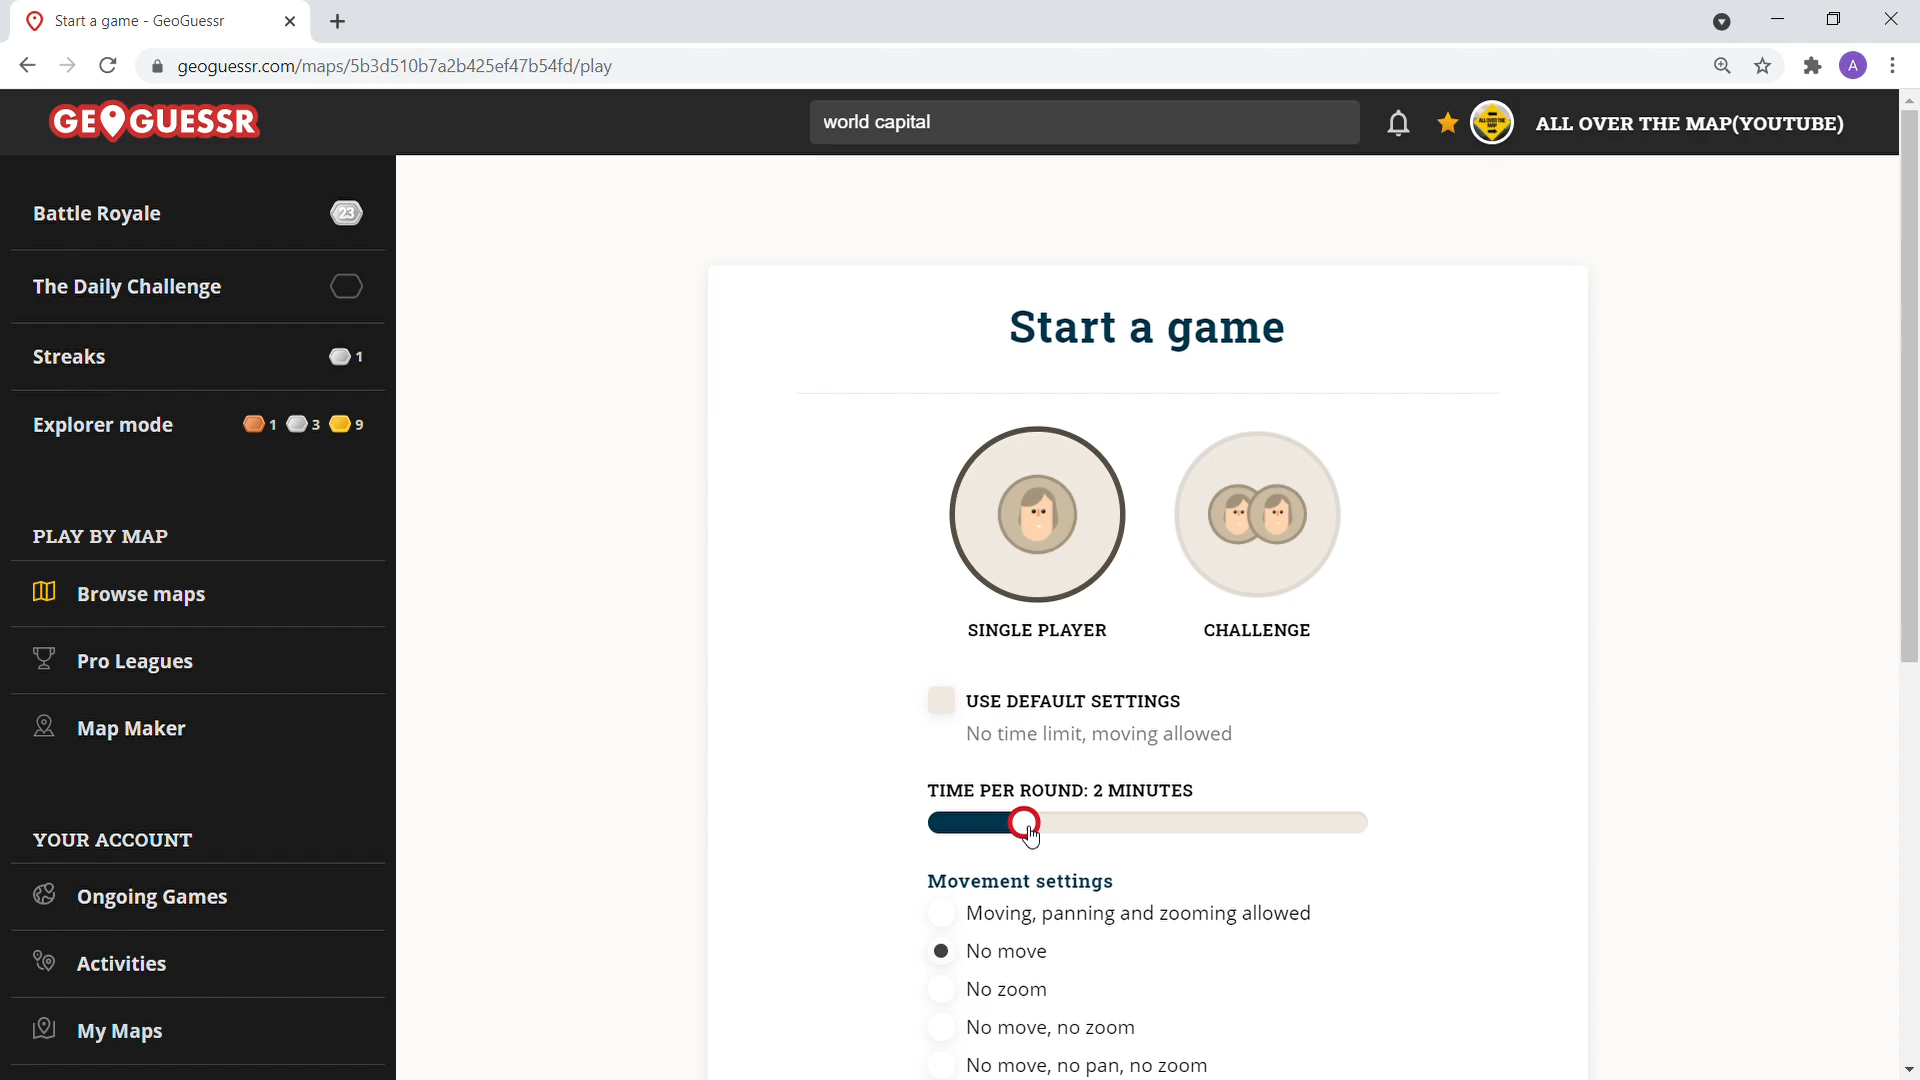 Start a game - GeoGuessr
geoguessr.com/maps/5b3d510b7a2b425ef47b54fd/play
A
GEOGUESSR
world capital
ALL OVER THE MAP
ALL OVER THE MAP(YOUTUBE)
Battle Royale 23
The Daily Challenge
Streaks 1
Explorer mode 1 3 9
PLAY BY MAP
Browse maps
Pro Leagues
Map Maker
YOUR ACCOUNT
Ongoing Games
Activities
My Maps
Start a game
SINGLE PLAYER
CHALLENGE
USE DEFAULT SETTINGS
No time limit, moving allowed
TIME PER ROUND: 2 MINUTES
Movement settings
Moving, panning and zooming allowed
No move
No zoom
No move, no zoom
No move, no pan, no zoom